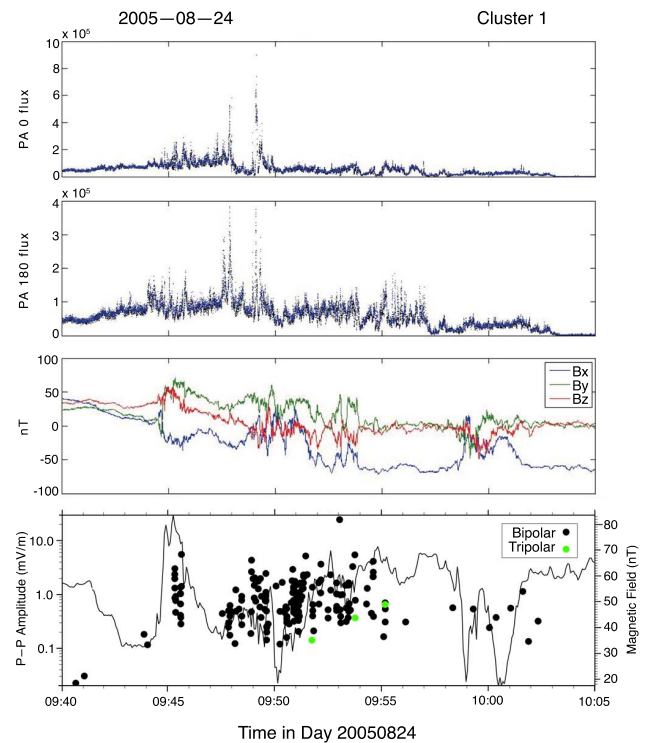 2005—08—24 Cluster 1
x 10⁵
10
8
6
4
2
0
PA 0 flux
x 10⁵
4
3
2
1
0
PA 180 flux
100
50
0
-50
-100
nT
Bx
By
Bz
10.0
1.0
0.1
P-P Amplitude (mV/m)
Bipolar
Tripolar
80
70
60
50
40
30
20
Magnetic Field (nT)
09:40 09:45 09:50 09:55 10:00 10:05
Time in Day 20050824